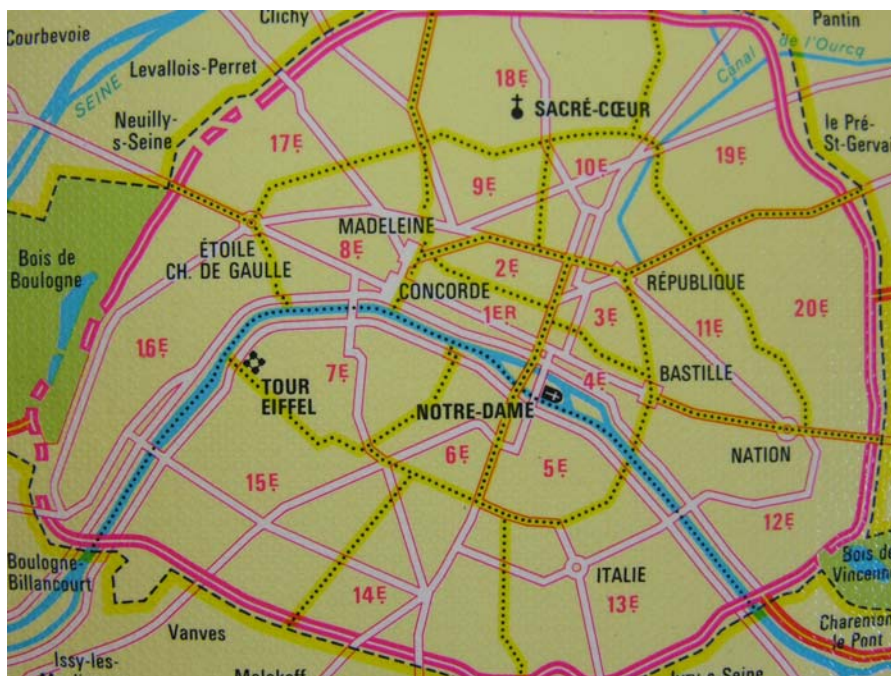 Clichy
Pantin
Courbevoie
Canal de l'Ourcq
Levallois-Perret
18E
SEINE
SACRÉ-CŒUR
Neuilly-
s-Seine
le Pré-
St-Gervai
17E
10E
19E
9E
MADELEINE
ÉTOILE
CH. DE GAULLE
8E
2E
Bois de
Boulogne
CONCORDE
RÉPUBLIQUE
1ER
3E
11E
20E
16E
7E
4E
BASTILLE
TOUR
EIFFEL
NOTRE-DAME
6E
5E
NATION
15E
12E
Boulogne-
Billancourt
Bois de
Vincenn
ITALIE
14E
13E
Charenton
le Pont
Vanves
Issy-les-